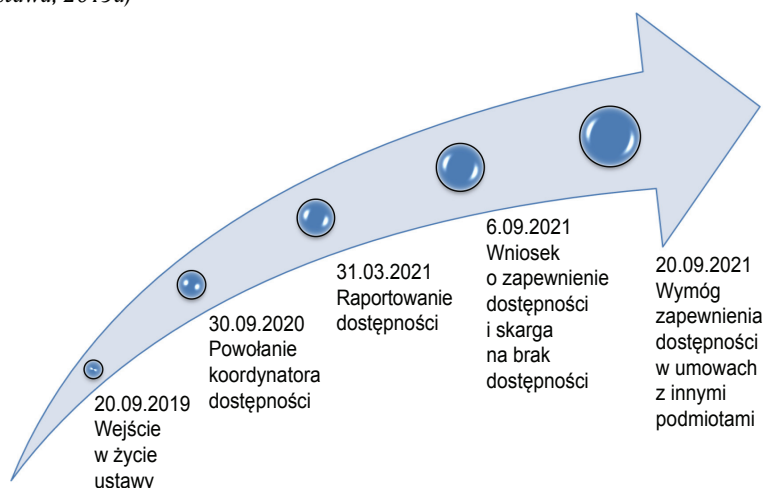 20.09.2019
Wejście
w życie
ustawy
30.09.2020
Powołanie
koordynatora
dostępności
31.03.2021
Raportowanie
dostępności
6.09.2021
Wniosek
o zapewnienie
dostępności
i skarga
na brak
dostępności
20.09.2021
Wymóg
zapewnienia
dostępności
w umowach
z innymi
podmiotami